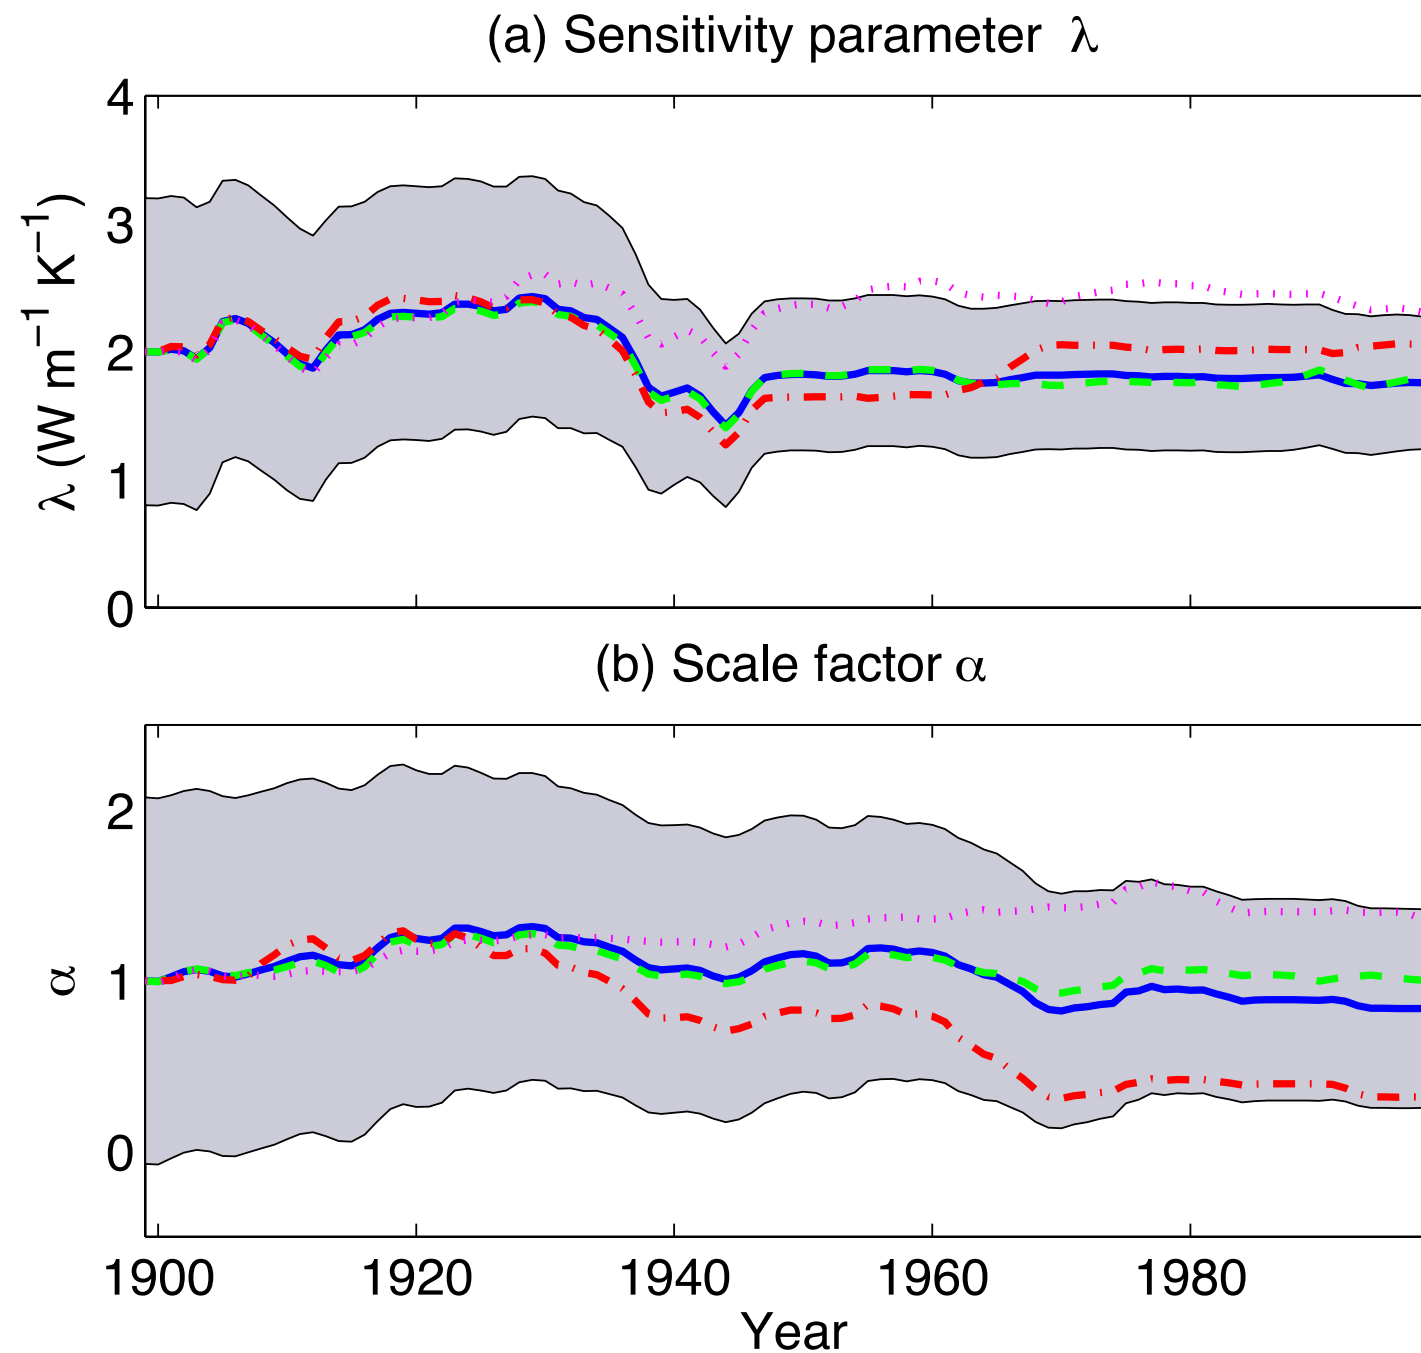 (a) Sensitivity parameter λ
4
3
2
1
0
λ (W m⁻¹ K⁻¹)
(b) Scale factor α
2
1
0
α
1900 1920 1940 1960 1980
Year